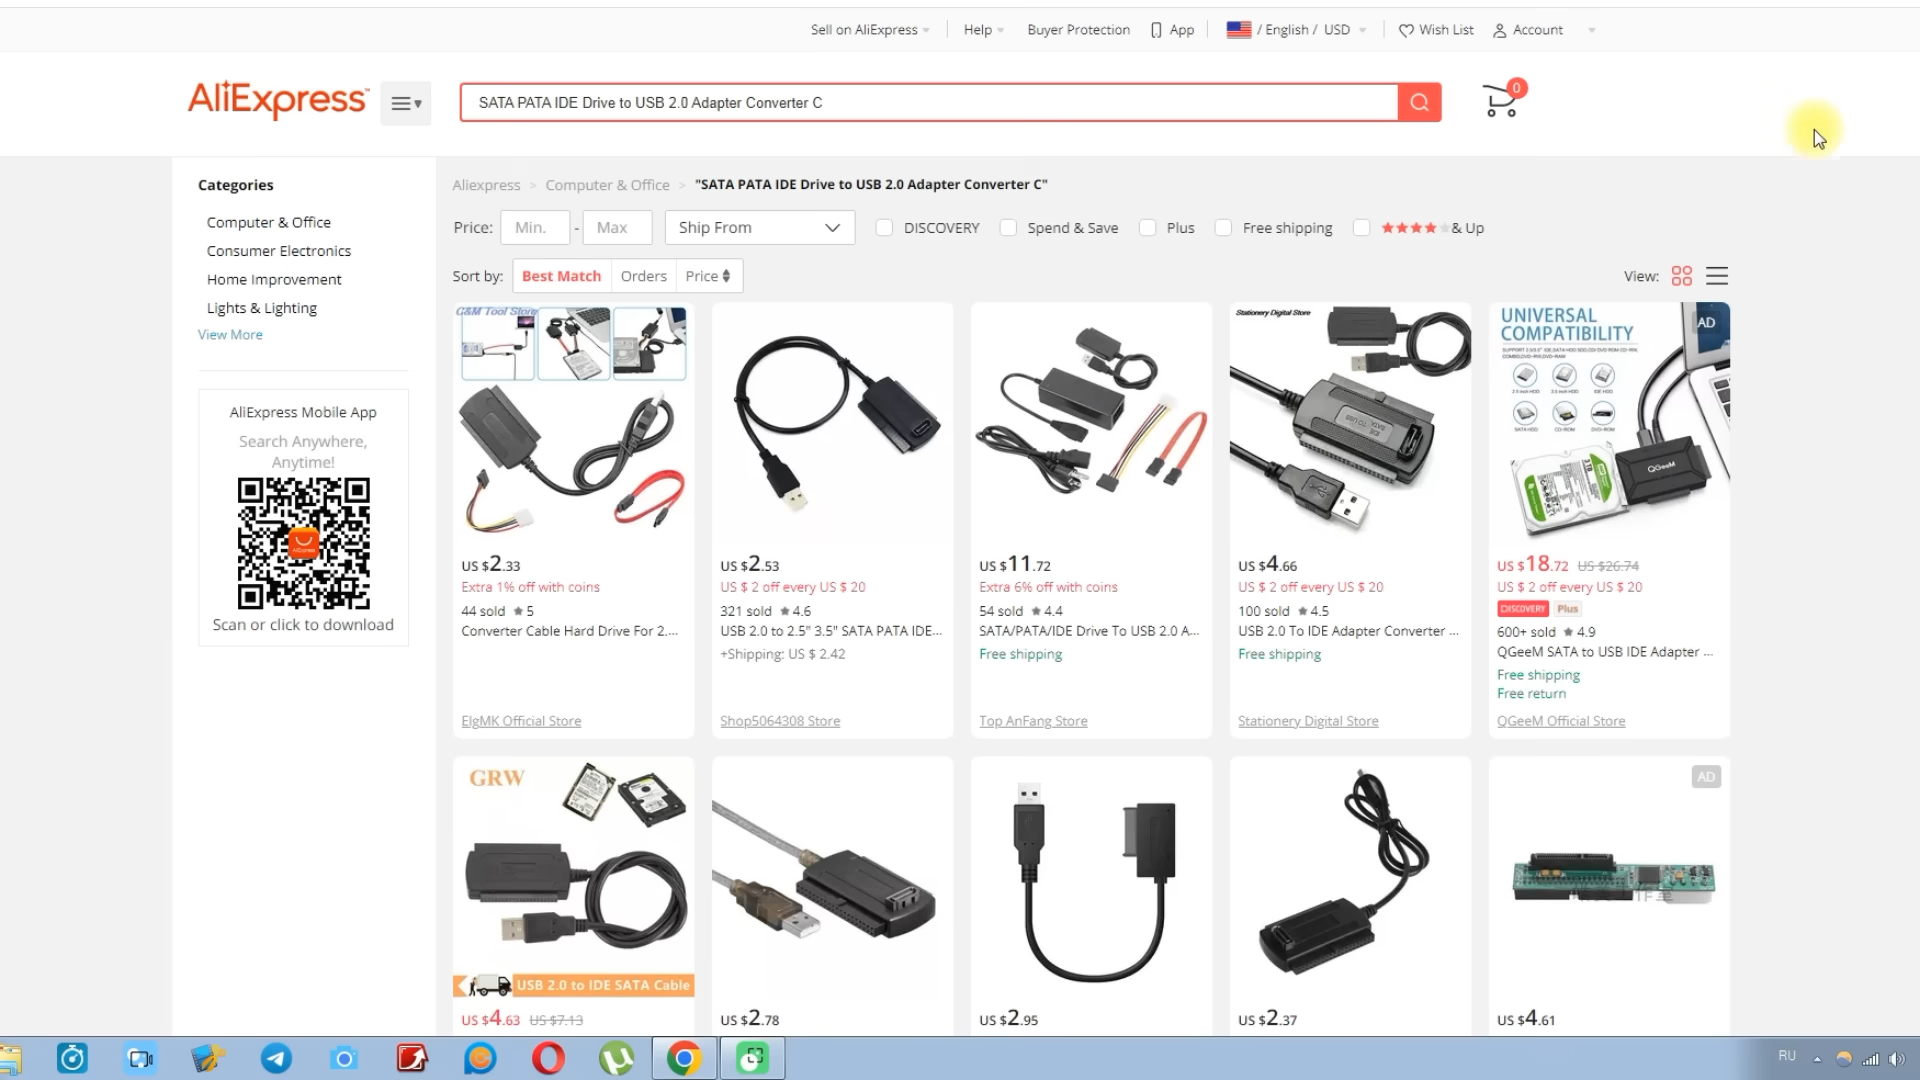 Sell on AliExpress
Help
Buyer Protection
App
/ English / USD
Wish List
Account
AliExpress™
SATA PATA IDE Drive to USB 2.0 Adapter Converter C
0
Categories
Computer & Office
Consumer Electronics
Home Improvement
Lights & Lighting
View More
AliExpress Mobile App
Search Anywhere,
Anytime!
AliExpress
Scan or click to download
Aliexpress > Computer & Office > "SATA PATA IDE Drive to USB 2.0 Adapter Converter C"
Price: Min. - Max Ship From DISCOVERY Spend & Save Plus Free shipping & Up
Sort by: Best Match Orders Price
View:
C&M Tool Store
US $2.33
Extra 1% off with coins
44 sold 5
Converter Cable Hard Drive For 2....
EIgMK Official Store
US $2.53
US $ 2 off every US $ 20
321 sold 4.6
USB 2.0 to 2.5" 3.5" SATA PATA IDE...
+Shipping: US $ 2.42
Shop5064308 Store
US $11.72
Extra 6% off with coins
54 sold 4.4
SATA/PATA/IDE Drive To USB 2.0 A...
Free shipping
Top AnFang Store
Stationery Digital Store
US $4.66
US $ 2 off every US $ 20
100 sold 4.5
USB 2.0 To IDE Adapter Converter ...
Free shipping
Stationery Digital Store
UNIVERSAL
COMPATIBILITY
AD
QGeeM
US $18.72 US $26.74
US $ 2 off every US $ 20
DISCOVERY Plus
600+ sold 4.9
QGeeM SATA to USB IDE Adapter ...
Free shipping
Free return
QGeeM Official Store
GRW
USB 2.0 to IDE SATA Cable
US $4.63 US $7.13
US $2.78
US $2.95
US $2.37
AD
US $4.61
RU